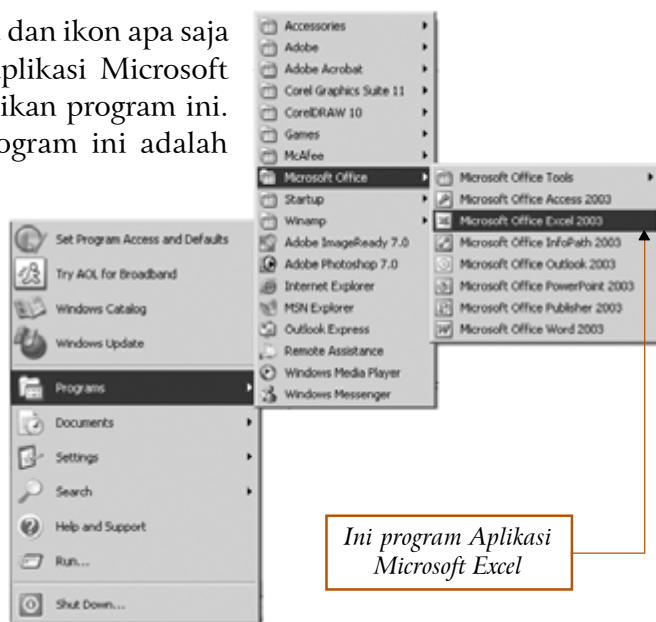 dan ikon apa saja
plikasi Microsoft
ikan program ini.
ogram ini adalah
Accessories
Adobe
Adobe Acrobat
Corel Graphics Suite 11
CorelDRAW 10
Games
McAfee
Microsoft Office
Startup
Winamp
Adobe ImageReady 7.0
Adobe Photoshop 7.0
Internet Explorer
MSN Explorer
Outlook Express
Remote Assistance
Windows Media Player
Windows Messenger
Microsoft Office Tools
Microsoft Office Access 2003
Microsoft Office Excel 2003
Microsoft Office InfoPath 2003
Microsoft Office Outlook 2003
Microsoft Office PowerPoint 2003
Microsoft Office Publisher 2003
Microsoft Office Word 2003
Set Program Access and Defaults
Try AOL for Broadband
Windows Catalog
Windows Update
Programs
Documents
Settings
Search
Help and Support
Run...
Shut Down...
Ini program Aplikasi
Microsoft Excel